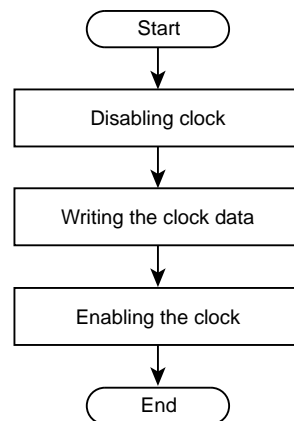 Start
Disabling clock
Writing the clock data
Enabling the clock
End